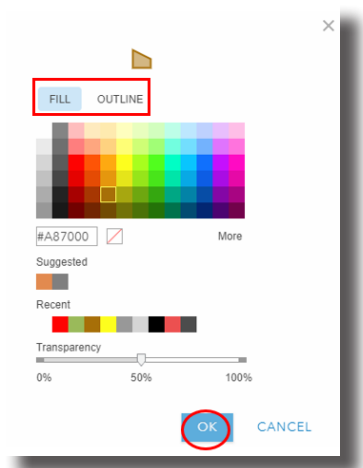 FILL OUTLINE
#A87000 More
Suggested
Recent
Transparency
0% 50% 100%
OK CANCEL